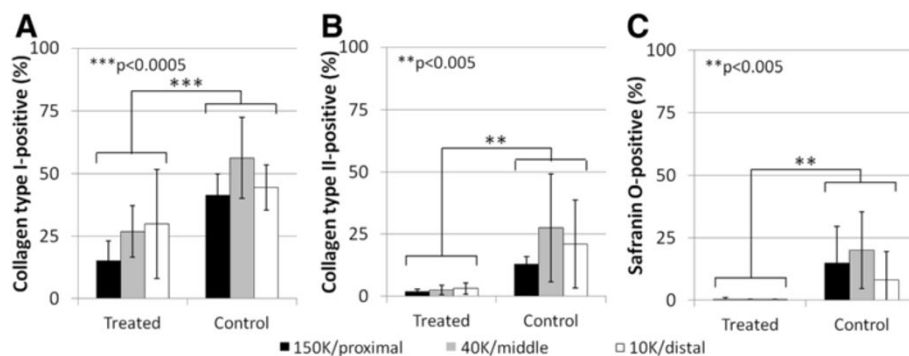 A
Collagen type I-positive (%)
100
75
50
25
0
***p<0.0005
***
Treated
Control
B
Collagen type II-positive (%)
100
75
50
25
0
**p<0.005
**
Treated
Control
C
Safranin O-positive (%)
100
75
50
25
0
**p<0.005
**
Treated
Control
150K/proximal
40K/middle
10K/distal